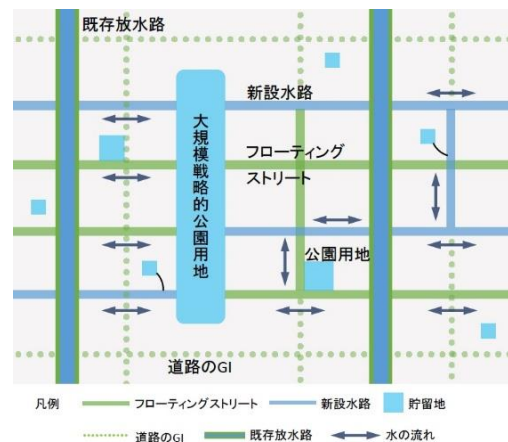 既存放水路
新設水路
大規模戦略的公園用地
フローティング
ストリート
公園用地
道路のGI
凡例
フローティングストリート
新設水路
貯留地
道路のGI
既存放水路
水の流れ